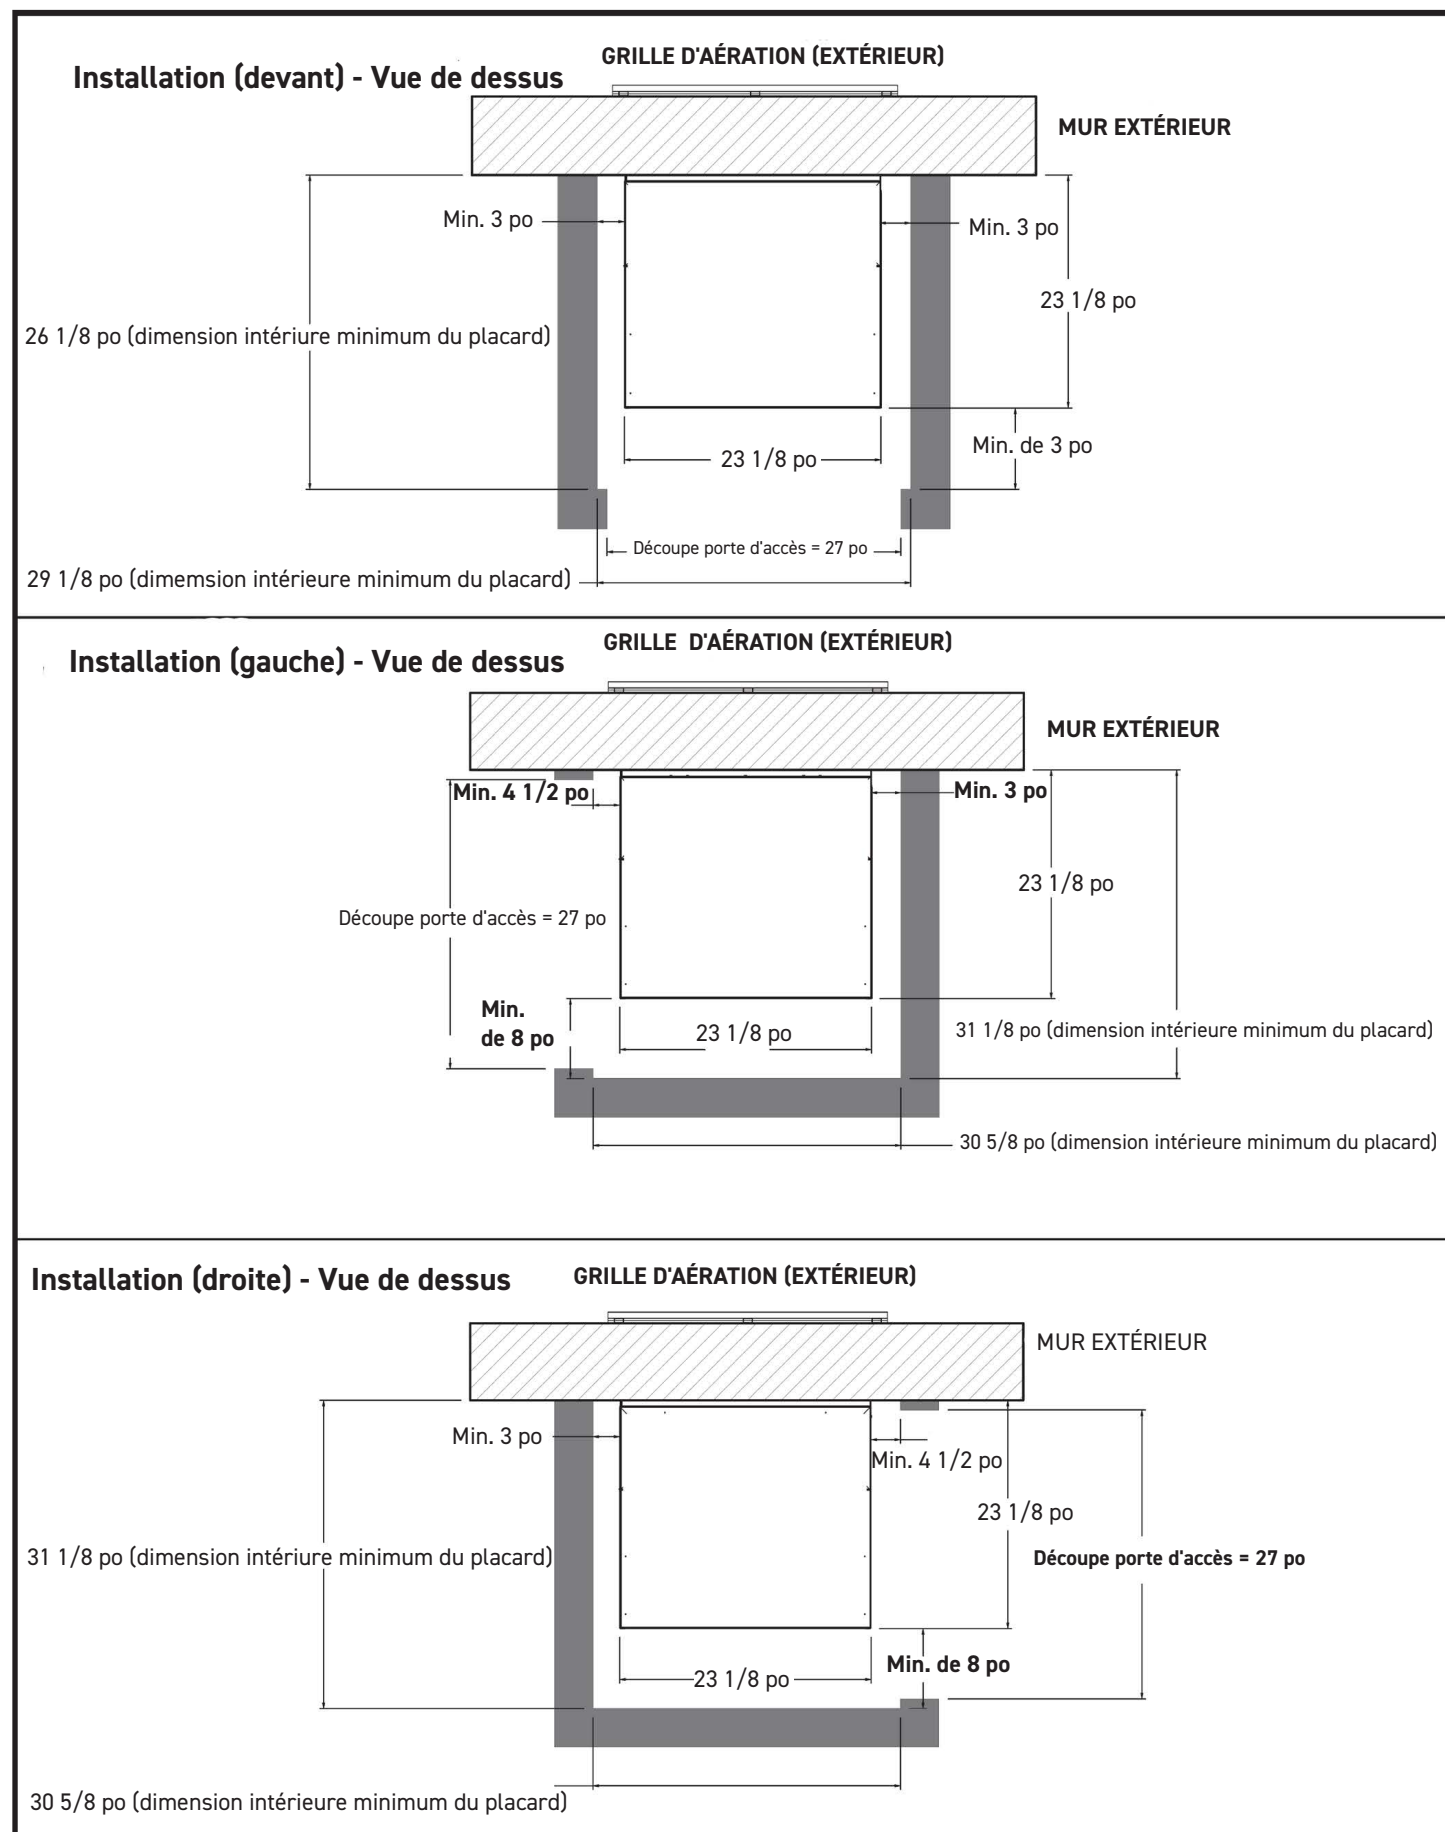 GRILLE D'AÉRATION (EXTÉRIEUR)
Installation (devant) - Vue de dessus
MUR EXTÉRIEUR
Min. 3 po
Min. 3 po
23 1/8 po
26 1/8 po (dimension intériure minimum du placard)
Min. de 3 po
23 1/8 po
Découpe porte d'accès = 27 po
29 1/8 po (dimemsion intérieure minimum du placard)
GRILLE D'AÉRATION (EXTÉRIEUR)
Installation (gauche) - Vue de dessus
MUR EXTÉRIEUR
Min. 4 1/2 po
Min. 3 po
23 1/8 po
Découpe porte d'accès = 27 po
Min.
de 8 po
23 1/8 po
31 1/8 po (dimension intérieure minimum du placard)
30 5/8 po (dimension intérieure minimum du placard)
Installation (droite) - Vue de dessus
GRILLE D'AÉRATION (EXTÉRIEUR)
MUR EXTÉRIEUR
Min. 3 po
Min. 4 1/2 po
23 1/8 po
31 1/8 po (dimension intériure minimum du placard)
Découpe porte d'accès = 27 po
Min. de 8 po
23 1/8 po
30 5/8 po (dimension intérieure minimum du placard)